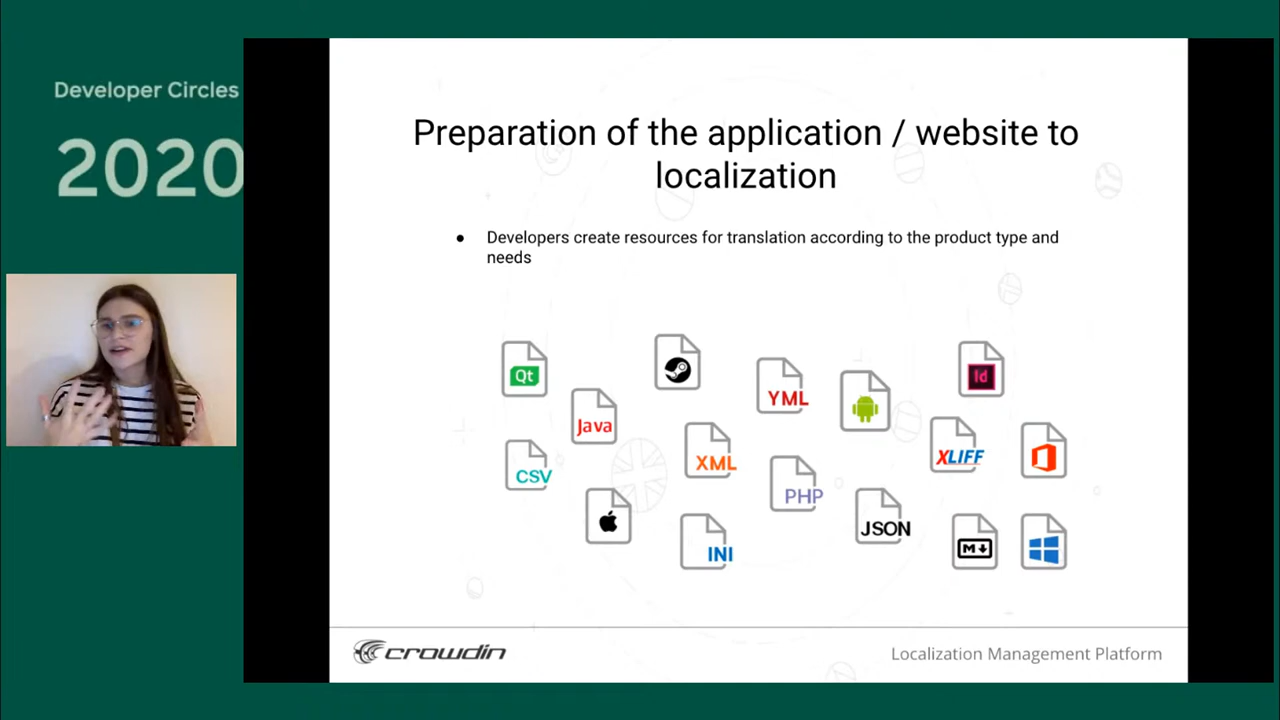 Developer Circles
2020
Preparation of the application / website to
localization
● Developers create resources for translation according to the product type and
needs
Qt
Java
YML
Id
CSV
XML
XLIFF
PHP
INI
JSON
M
crowdin
Localization Management Platform